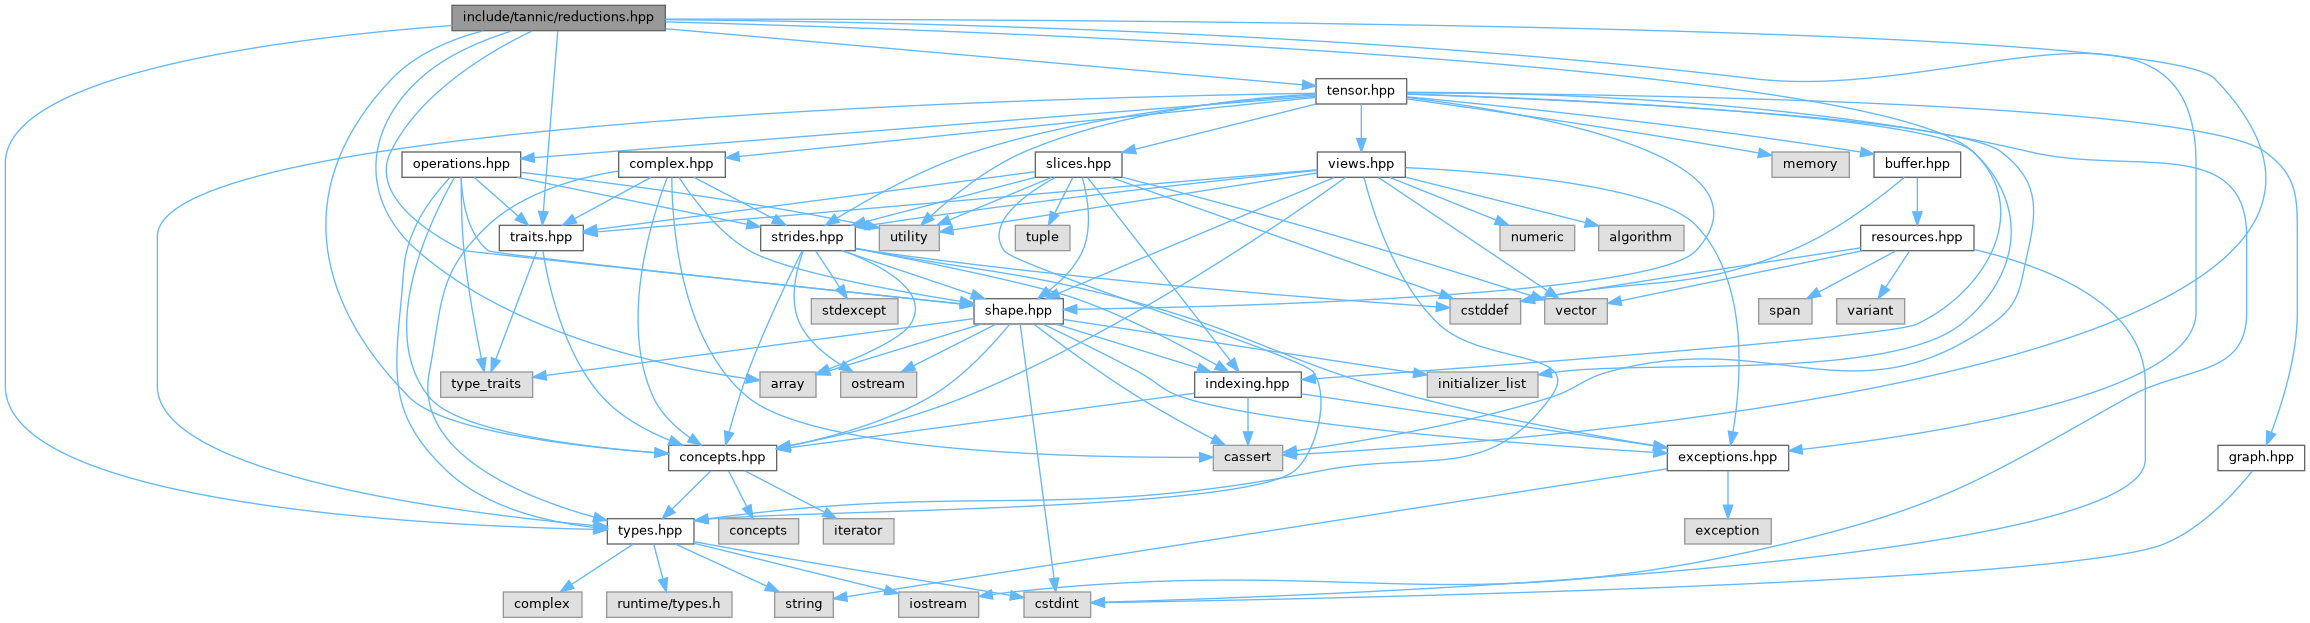 include/tannic/reductions.hpp
tensor.hpp
operations.hpp
complex.hpp
slices.hpp
views.hpp
memory
buffer.hpp
traits.hpp
strides.hpp
utility
tuple
numeric
algorithm
resources.hpp
stdexcept
shape.hpp
cstddef
vector
span
variant
type_traits
array
ostream
indexing.hpp
initializer_list
concepts.hpp
cassert
exceptions.hpp
graph.hpp
types.hpp
concepts
iterator
exception
complex
runtime/types.h
string
iostream
cstdint